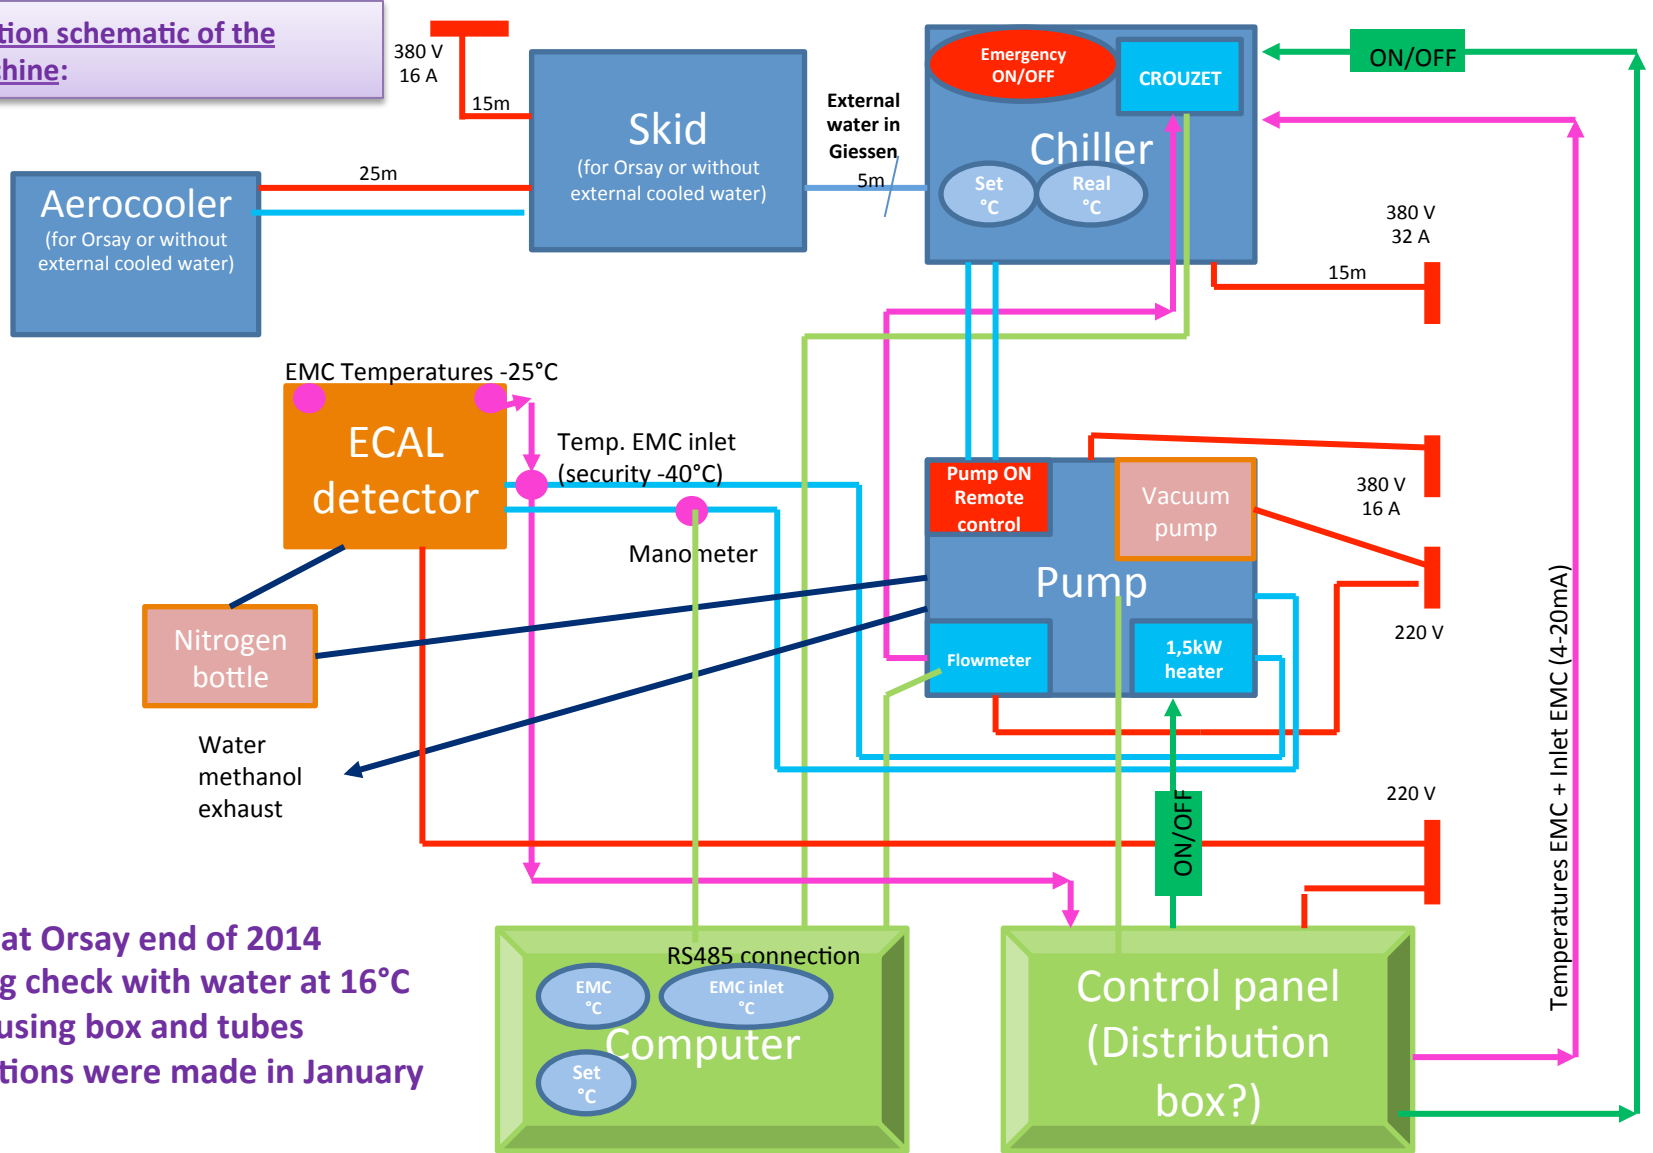 tion schematic of the
chine:
380 V
16 A
15m
Skid
(for Orsay or without
external cooled water)
External
water in
Giessen
5m
Emergency
ON/OFF
CROUZET
Chiller
Set
°C
Real
°C
ON/OFF
Aerocooler
(for Orsay or without
external cooled water)
25m
380 V
32 A
15m
EMC Temperatures -25°C
ECAL
detector
Temp. EMC inlet
(security -40°C)
Manometer
Pump ON
Remote
control
Vacuum
pump
Pump
Flowmeter
1,5kW
heater
380 V
16 A
220 V
Nitrogen
bottle
Water
methanol
exhaust
220 V
ON/OFF
Temperatures EMC + Inlet EMC (4-20mA)
at Orsay end of 2014
g check with water at 16°C
using box and tubes
tions were made in January
RS485 connection
EMC
°C
EMC inlet
°C
Computer
Set
°C
Control panel
(Distribution
box?)